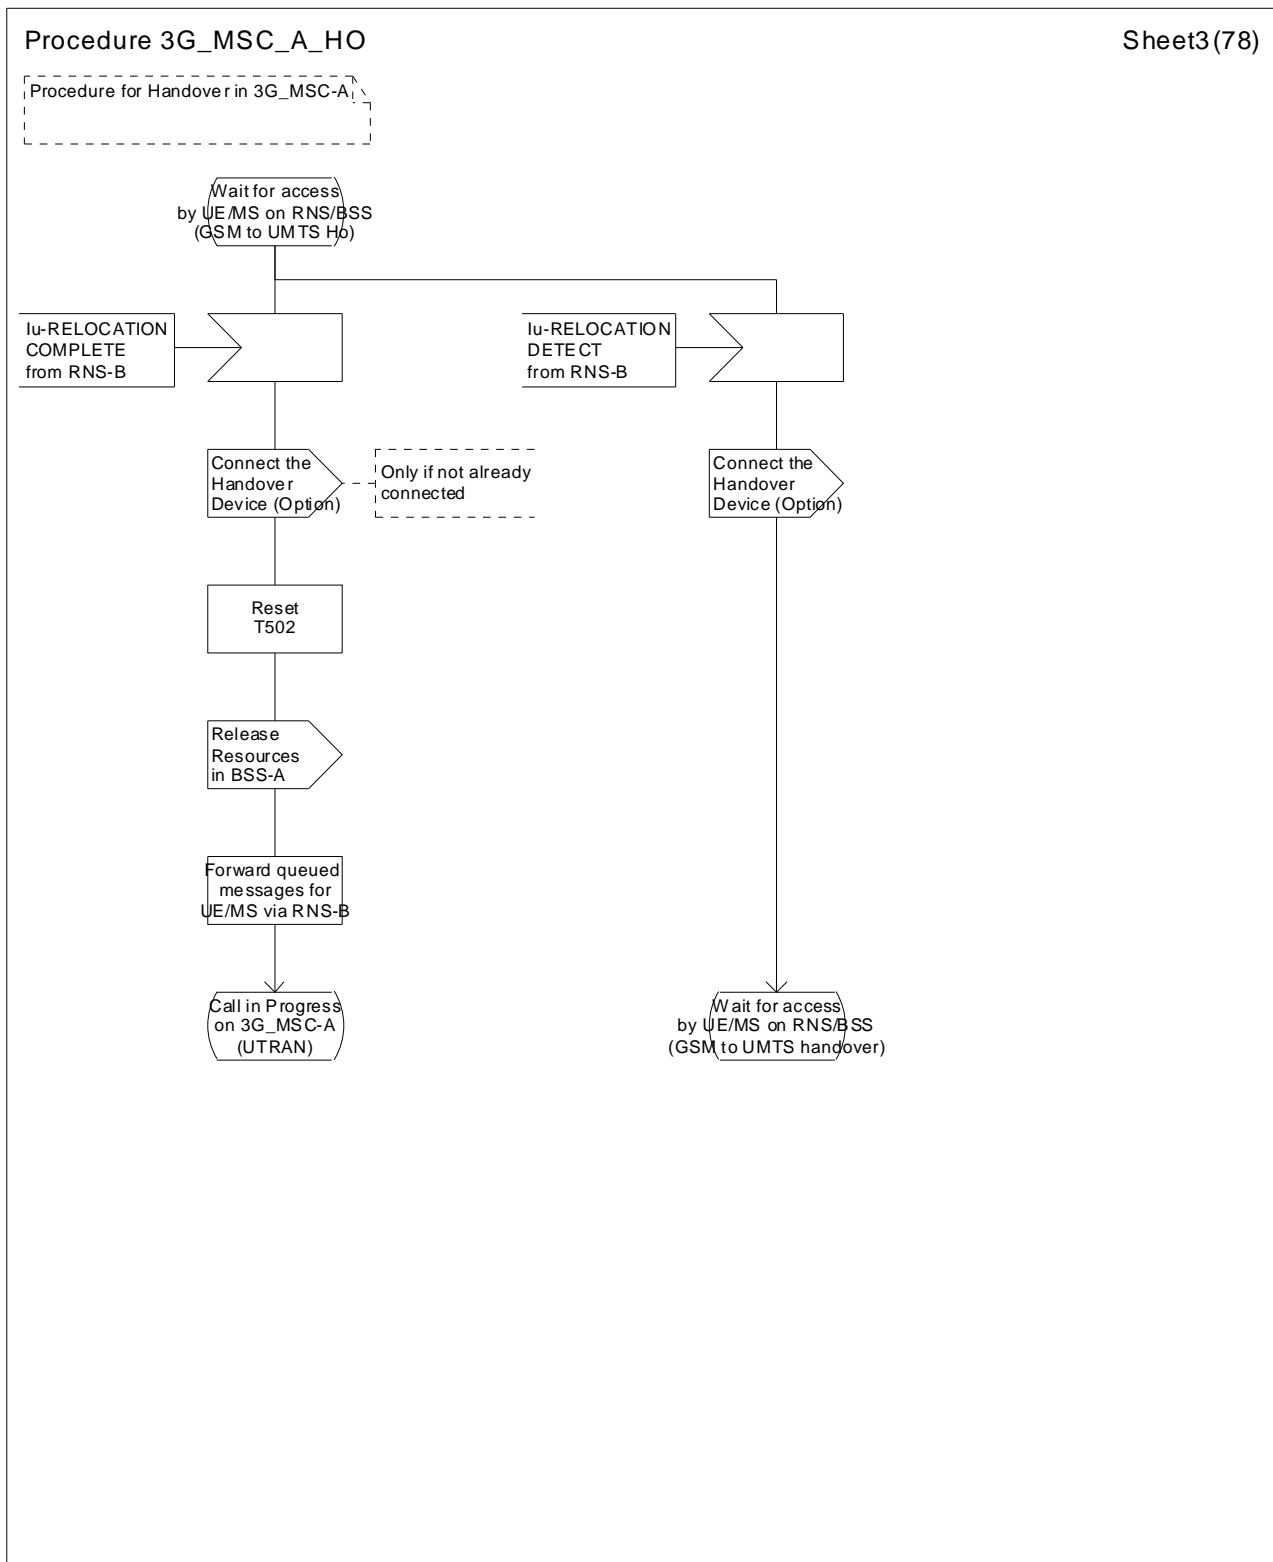 Procedure 3G_MSC_A_HO
Sheet3(78)
Procedure for Handover in 3G_MSC-A
Wait for access
by UE/MS on RNS/BSS
(GSM to UMTS Ho)
Iu-RELOCATION
COMPLETE
from RNS-B
Iu-RELOCATION
DETECT
from RNS-B
Connect the
Handover
Device (Option)
Only if not already
connected
Connect the
Handover
Device (Option)
Reset
T502
Release
Resources
in BSS-A
Forward queued
messages for
UE/MS via RNS-B
Call in Progress
on 3G_MSC-A
(UTRAN)
Wait for access
by UE/MS on RNS/BSS
(GSM to UMTS handover)